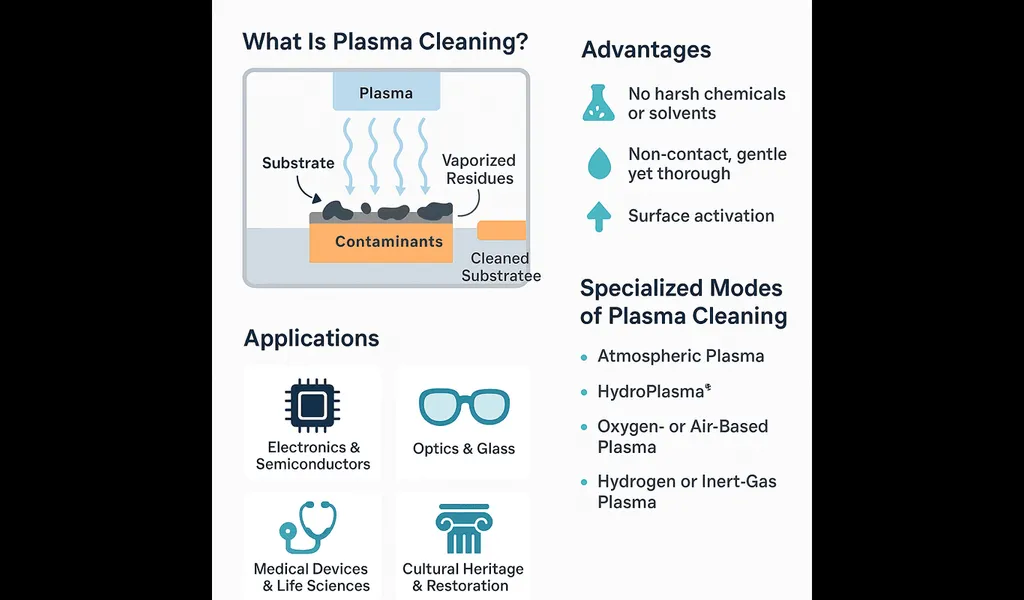 What Is Plasma Cleaning?
Plasma
Substrate
Vaporized
Residues
Contaminants
Cleaned
Substratee
Applications
Electronics &
Semiconductors
Optics & Glass
Medical Devices
& Life Sciences
Cultural Heritage
& Restoration
Advantages
No harsh chemicals
or solvents
Non-contact, gentle
yet thorough
Surface activation
Specialized Modes
of Plasma Cleaning
• Atmospheric Plasma
• HydroPlasma
• Oxygen- or Air-Based
Plasma
• Hydrogen or Inert-Gas
Plasma